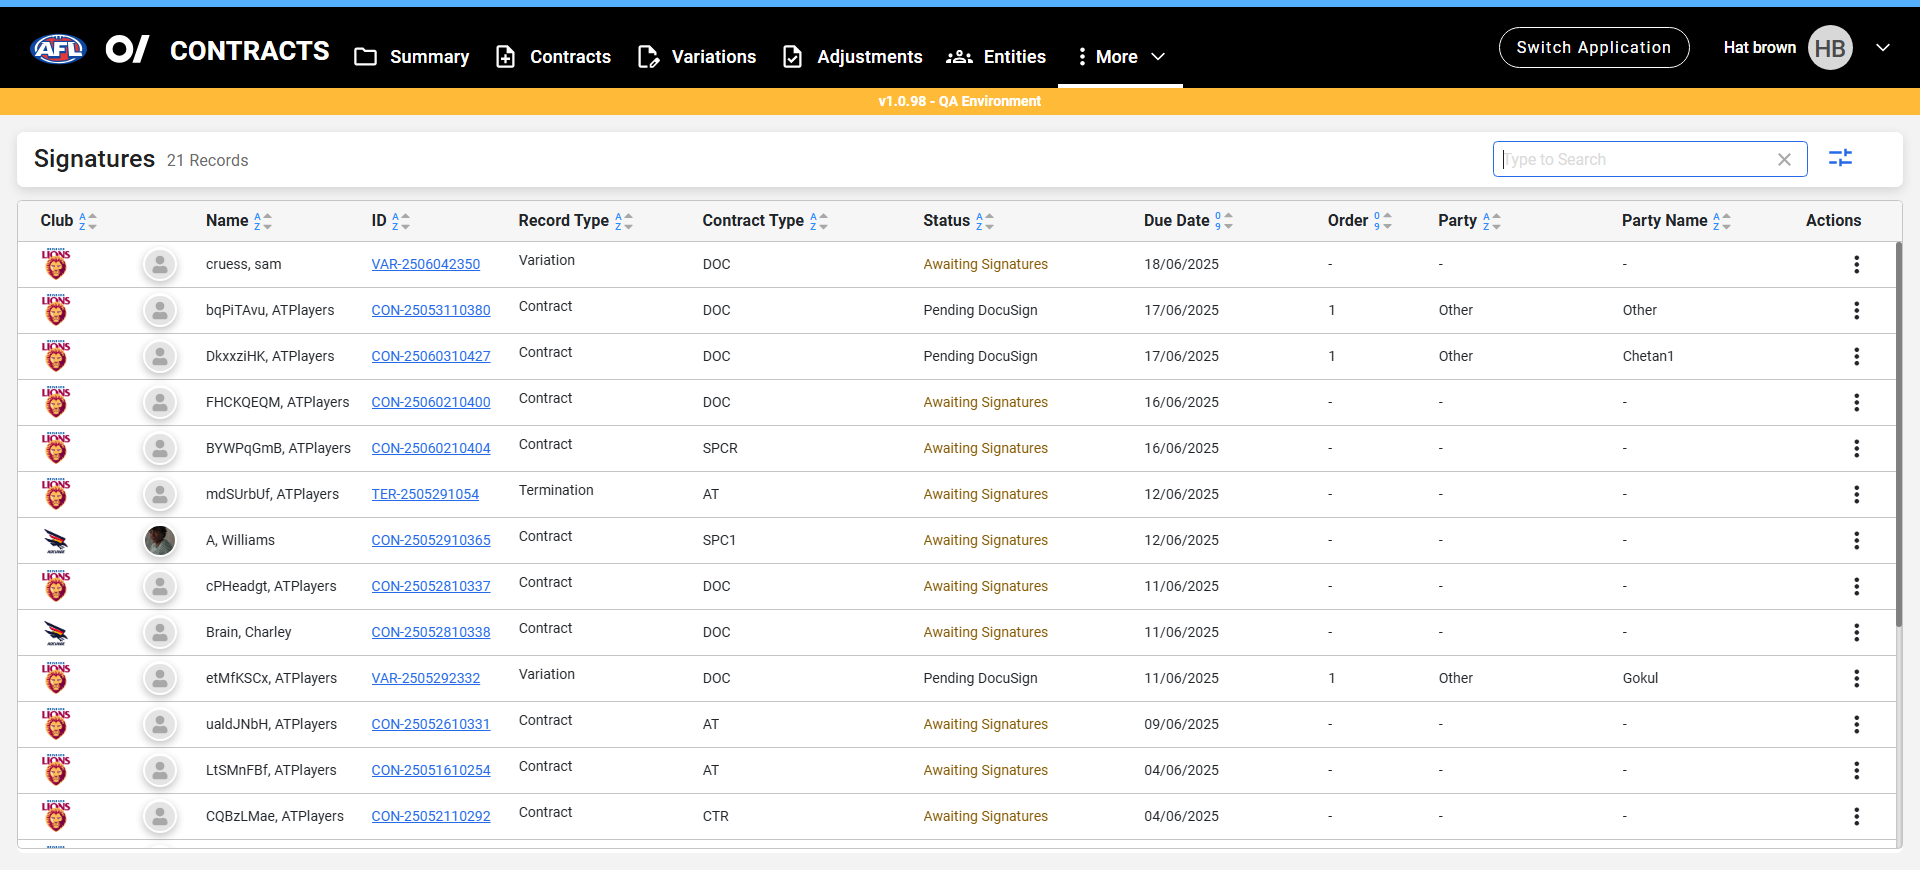 AFL CONTRACTS Summary Contracts Variations Adjustments Entities More Switch Application Hat brown HB
v1.0.98 - QA Environment
Signatures 21 Records Type to Search
Club Name ID Record Type Contract Type Status Due Date Order Party Party Name Actions
LIONS cruess, sam VAR-2506042350 Variation DOC Awaiting Signatures 18/06/2025 - - -
LIONS bqPiTAvu, ATPlayers CON-25053110380 Contract DOC Pending DocuSign 17/06/2025 1 Other Other
LIONS DkxxziHK, ATPlayers CON-25060310427 Contract DOC Pending DocuSign 17/06/2025 1 Other Chetan1
LIONS FHCKQEQM, ATPlayers CON-25060210400 Contract DOC Awaiting Signatures 16/06/2025 - - -
LIONS BYWPqGmB, ATPlayers CON-25060210404 Contract SPCR Awaiting Signatures 16/06/2025 - - -
LIONS mdSUrbUf, ATPlayers TER-2505291054 Termination AT Awaiting Signatures 12/06/2025 - - -
A, Williams CON-25052910365 Contract SPC1 Awaiting Signatures 12/06/2025 - - -
LIONS cPHeadgt, ATPlayers CON-25052810337 Contract DOC Awaiting Signatures 11/06/2025 - - -
Brain, Charley CON-25052810338 Contract DOC Awaiting Signatures 11/06/2025 - - -
LIONS etMfKSCx, ATPlayers VAR-2505292332 Variation DOC Pending DocuSign 11/06/2025 1 Other Gokul
LIONS ualdJNbH, ATPlayers CON-25052610331 Contract AT Awaiting Signatures 09/06/2025 - - -
LIONS LtSMnFBf, ATPlayers CON-25051610254 Contract AT Awaiting Signatures 04/06/2025 - - -
LIONS CQBzLMae, ATPlayers CON-25052110292 Contract CTR Awaiting Signatures 04/06/2025 - - -